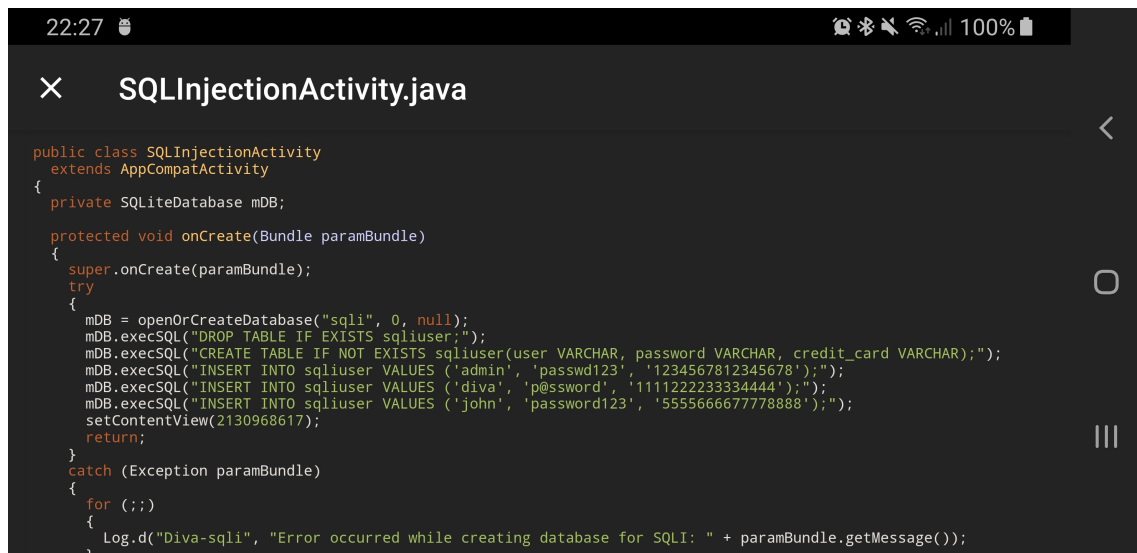 22:27 100%
SQLInjectionActivity.java
public class SQLInjectionActivity
  extends AppCompatActivity
{
  private SQLiteDatabase mDB;

  protected void onCreate(Bundle paramBundle)
  {
    super.onCreate(paramBundle);
    try
    {
      mDB = openOrCreateDatabase("sqli", 0, null);
      mDB.execSQL("DROP TABLE IF EXISTS sqliuser;");
      mDB.execSQL("CREATE TABLE IF NOT EXISTS sqliuser(user VARCHAR, password VARCHAR, credit_card VARCHAR);");
      mDB.execSQL("INSERT INTO sqliuser VALUES ('admin', 'passwd123', '1234567812345678');");
      mDB.execSQL("INSERT INTO sqliuser VALUES ('diva', 'p@ssword', '1111222233334444');");
      mDB.execSQL("INSERT INTO sqliuser VALUES ('john', 'password123', '5555666677778888');");
      setContentView(2130968617);
      return;
    }
    catch (Exception paramBundle)
    {
      for (;;)
      {
        Log.d("Diva-sqli", "Error occurred while creating database for SQLI: " + paramBundle.getMessage());
      }